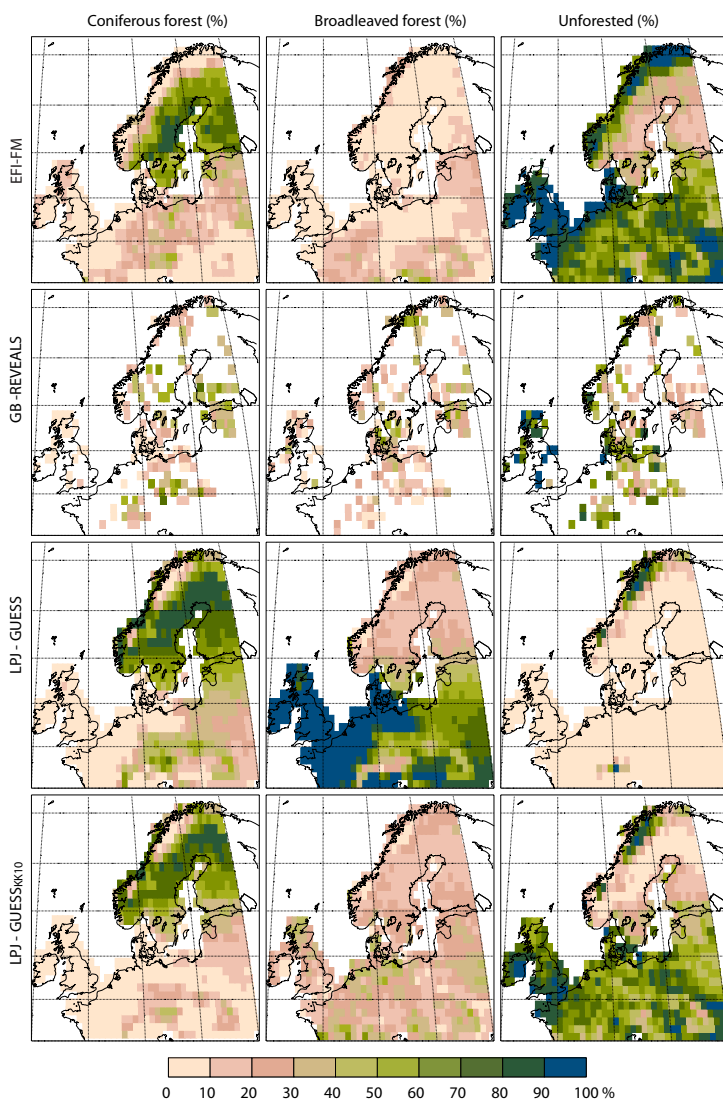 Coniferous forest (%) Broadleaved forest (%) Unforested (%)
EFI-FM
GB -REVEALS
LPJ - GUESS
LPJ - GUESSKK10
0 10 20 30 40 50 60 70 80 90 100 %